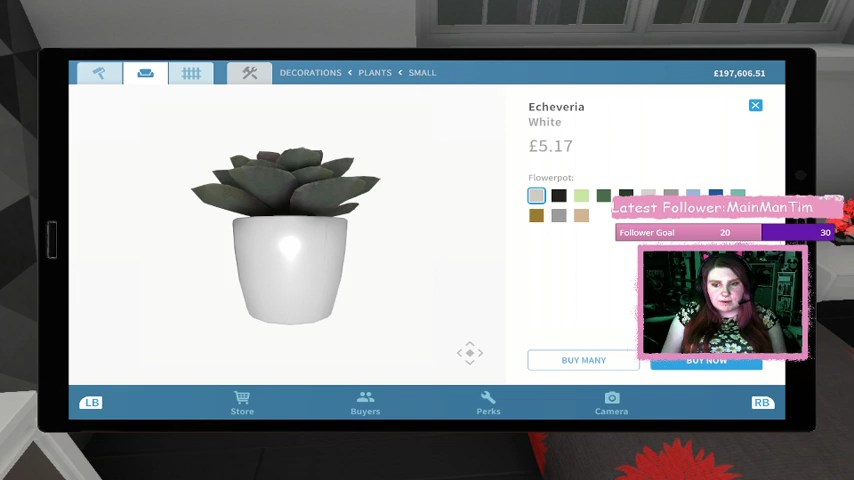 DECORATIONS < PLANTS < SMALL
£197,606.51
Echeveria
White
£5.17
Flowerpot:
Latest Follower:MainManTim
Follower Goal 20 30
BUY MANY
BUY NOW
LB
Store
Buyers
Perks
Camera
RB